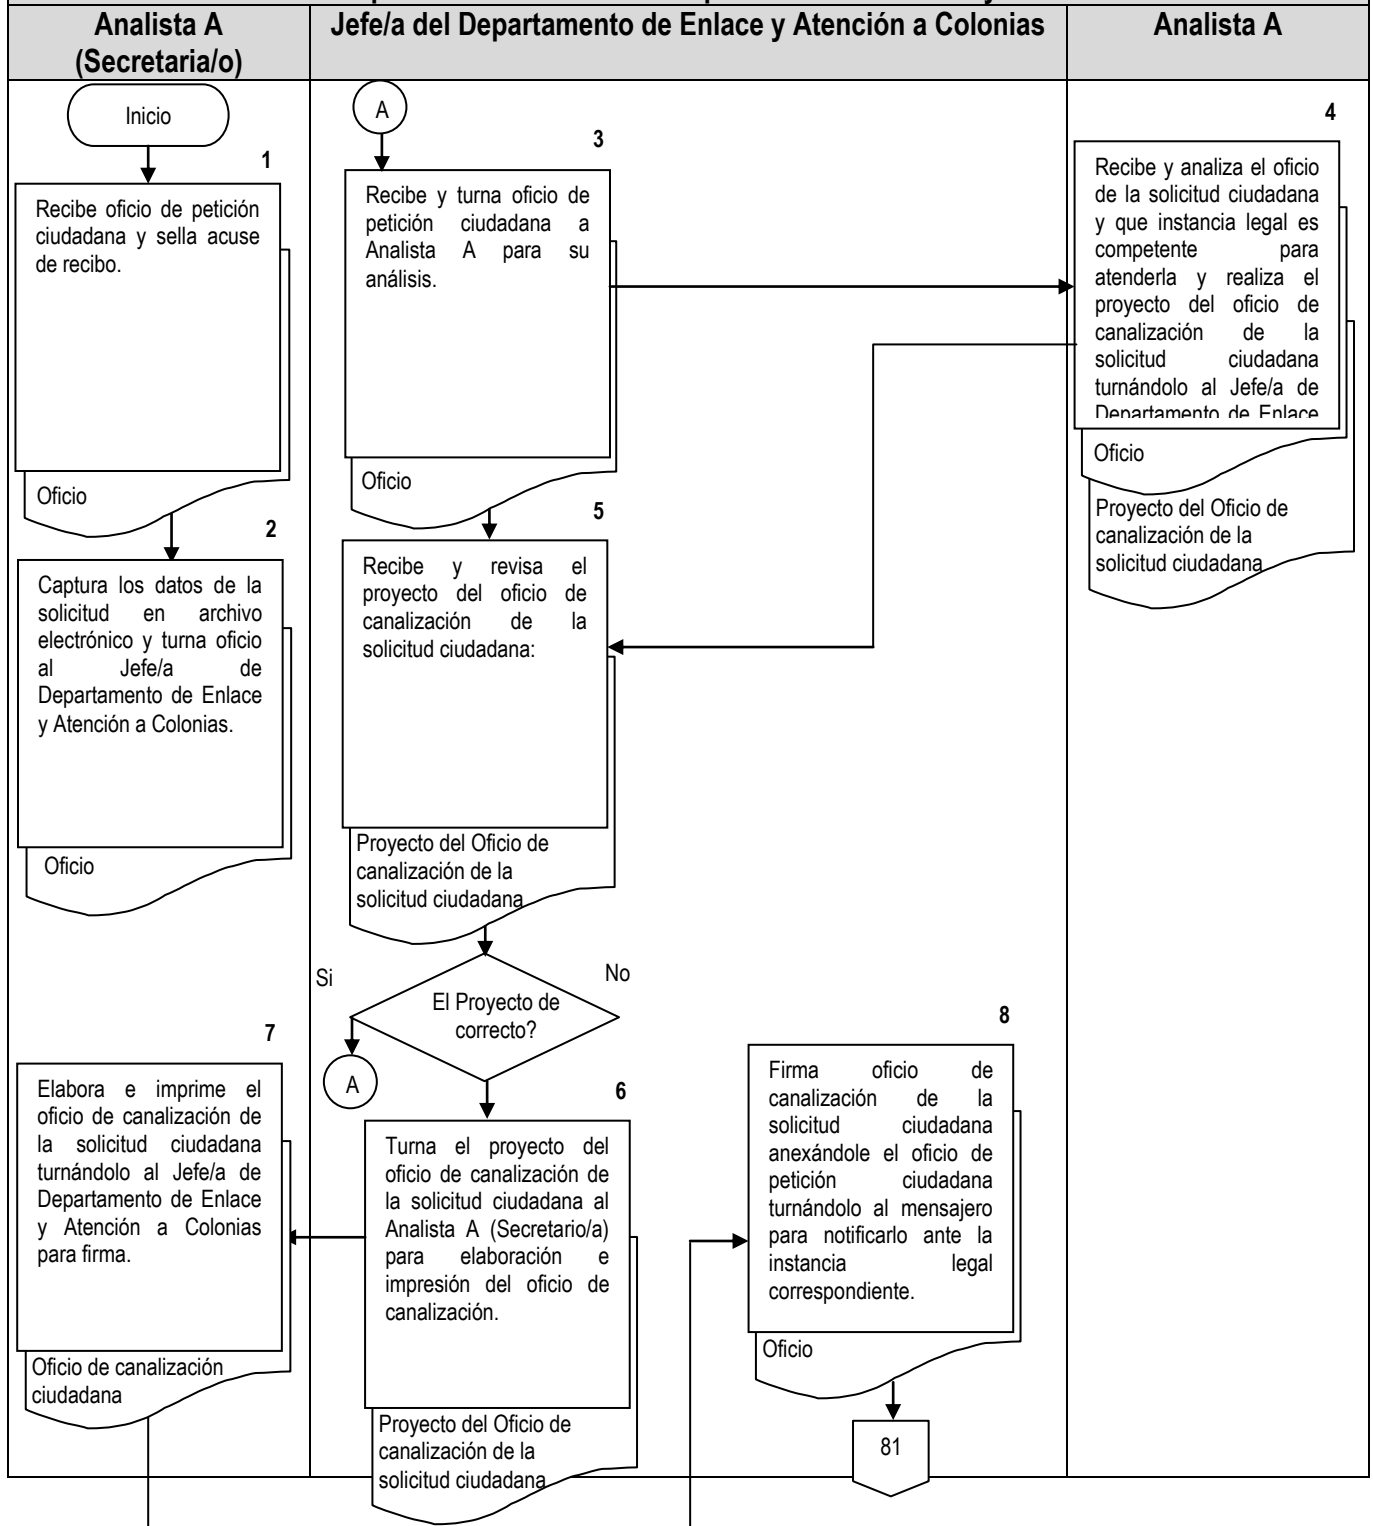 Analista A
(Secretaria/o)
Jefe/a del Departamento de Enlace y Atención a Colonias
Analista A
Inicio
1
Recibe oficio de petición
ciudadana y sella acuse
de recibo.
Oficio
2
Captura los datos de la
solicitud en archivo
electrónico y turna oficio
al Jefe/a de
Departamento de Enlace
y Atención a Colonias.
Oficio
A
3
Recibe y turna oficio de
petición ciudadana a
Analista A para su
análisis.
Oficio
4
Recibe y analiza el oficio
de la solicitud ciudadana
y que instancia legal es
competente para
atenderla y realiza el
proyecto del oficio de
canalización de la
solicitud ciudadana
turnándolo al Jefe/a de
Departamento de Enlace
Oficio
Proyecto del Oficio de
canalización de la
solicitud ciudadana
5
Recibe y revisa el
proyecto del oficio de
canalización de la
solicitud ciudadana:
Proyecto del Oficio de
canalización de la
solicitud ciudadana
Si
No
El Proyecto de
correcto?
A
6
Turna el proyecto del
oficio de canalización de
la solicitud ciudadana al
Analista A (Secretario/a)
para elaboración e
impresión del oficio de
canalización.
Proyecto del Oficio de
canalización de la
solicitud ciudadana
7
Elabora e imprime el
oficio de canalización de
la solicitud ciudadana
turnándolo al Jefe/a de
Departamento de Enlace
y Atención a Colonias
para firma.
Oficio de canalización
ciudadana
8
Firma oficio de
canalización de la
solicitud ciudadana
anexándole el oficio de
petición ciudadana
turnándolo al mensajero
para notificarlo ante la
instancia legal
correspondiente.
Oficio
81